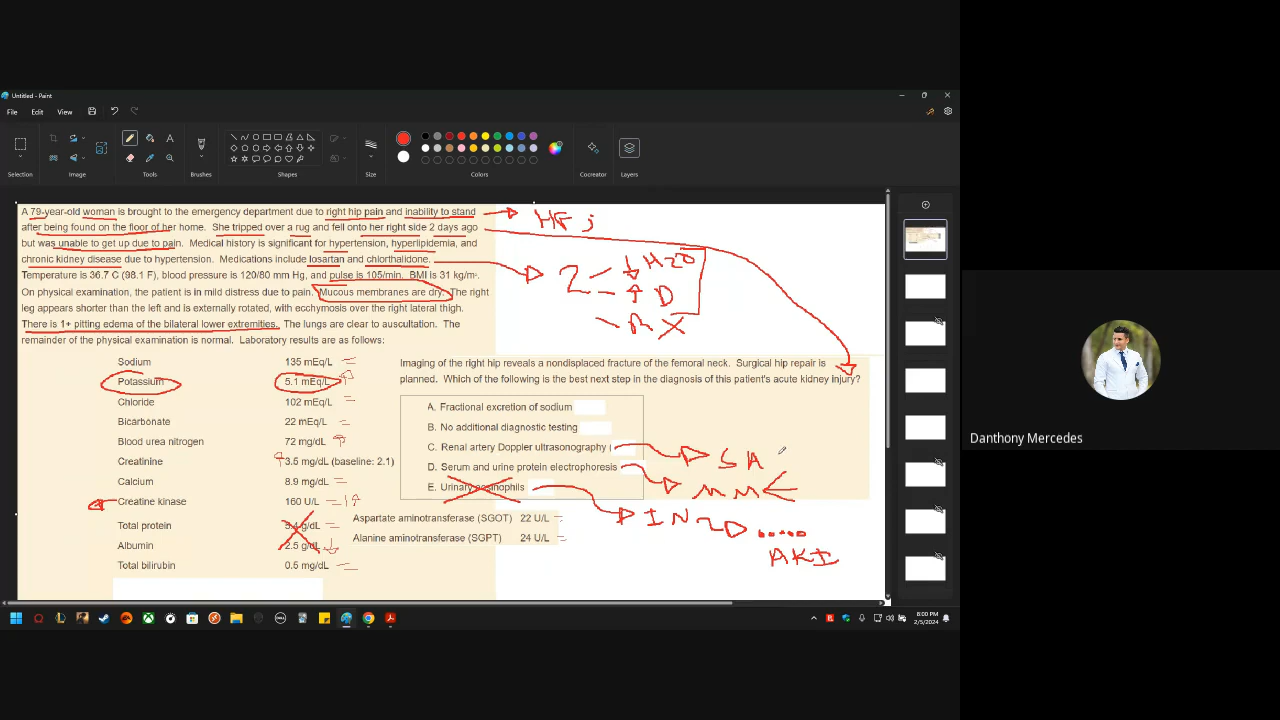 Untitled - Paint
File Edit View
Selection Image Tools Brushes Shapes Size Colors Cocreator Layers
A 79-year-old woman is brought to the emergency department due to right hip pain and inability to stand
after being found on the floor of her home. She tripped over a rug and fell onto her right side 2 days ago
but was unable to get up due to pain. Medical history is significant for hypertension, hyperlipidemia, and
chronic kidney disease due to hypertension. Medications include losartan and chlorthalidone.
Temperature is 36.7 C (98.1 F), blood pressure is 120/80 mm Hg, and pulse is 105/min. BMI is 31 kg/m².
On physical examination, the patient is in mild distress due to pain. Mucous membranes are dry. The right
leg appears shorter than the left and is externally rotated, with ecchymosis over the right lateral thigh.
There is 1+ pitting edema of the bilateral lower extremities. The lungs are clear to auscultation. The
remainder of the physical examination is normal. Laboratory results are as follows:
HF
2
H2O
D
Sodium 135 mEq/L
Potassium 5.1 mEq/L
Chloride 102 mEq/L
Bicarbonate 22 mEq/L
Blood urea nitrogen 72 mg/dL
Creatinine 3.5 mg/dL (baseline: 2.1)
Calcium 8.9 mg/dL
Creatine kinase 160 U/L
Total protein 5.4 g/dL
Albumin 2.5 g/dL
Total bilirubin 0.5 mg/dL
Aspartate aminotransferase (SGOT) 22 U/L
Alanine aminotransferase (SGPT) 24 U/L
Imaging of the right hip reveals a nondisplaced fracture of the femoral neck. Surgical hip repair is
planned. Which of the following is the best next step in the diagnosis of this patient's acute kidney injury?
A. Fractional excretion of sodium
B. No additional diagnostic testing
C. Renal artery Doppler ultrasonography
D. Serum and urine protein electrophoresis
E. Urinary eosinophils
SA
MM
IN
AKI
Danthony Mercedes
8:00 PM
2/5/2024